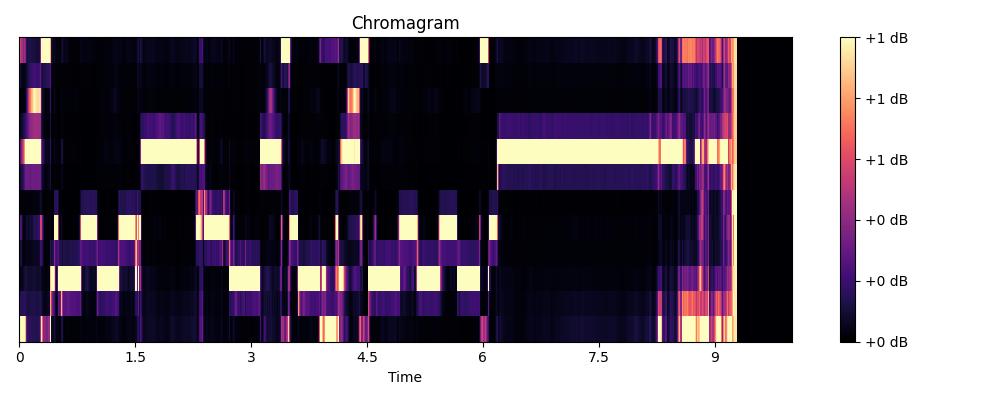 Chromagram
+1 dB
+1 dB
+1 dB
+0 dB
+0 dB
+0 dB
0
1.5
3
4.5
6
7.5
9
Time